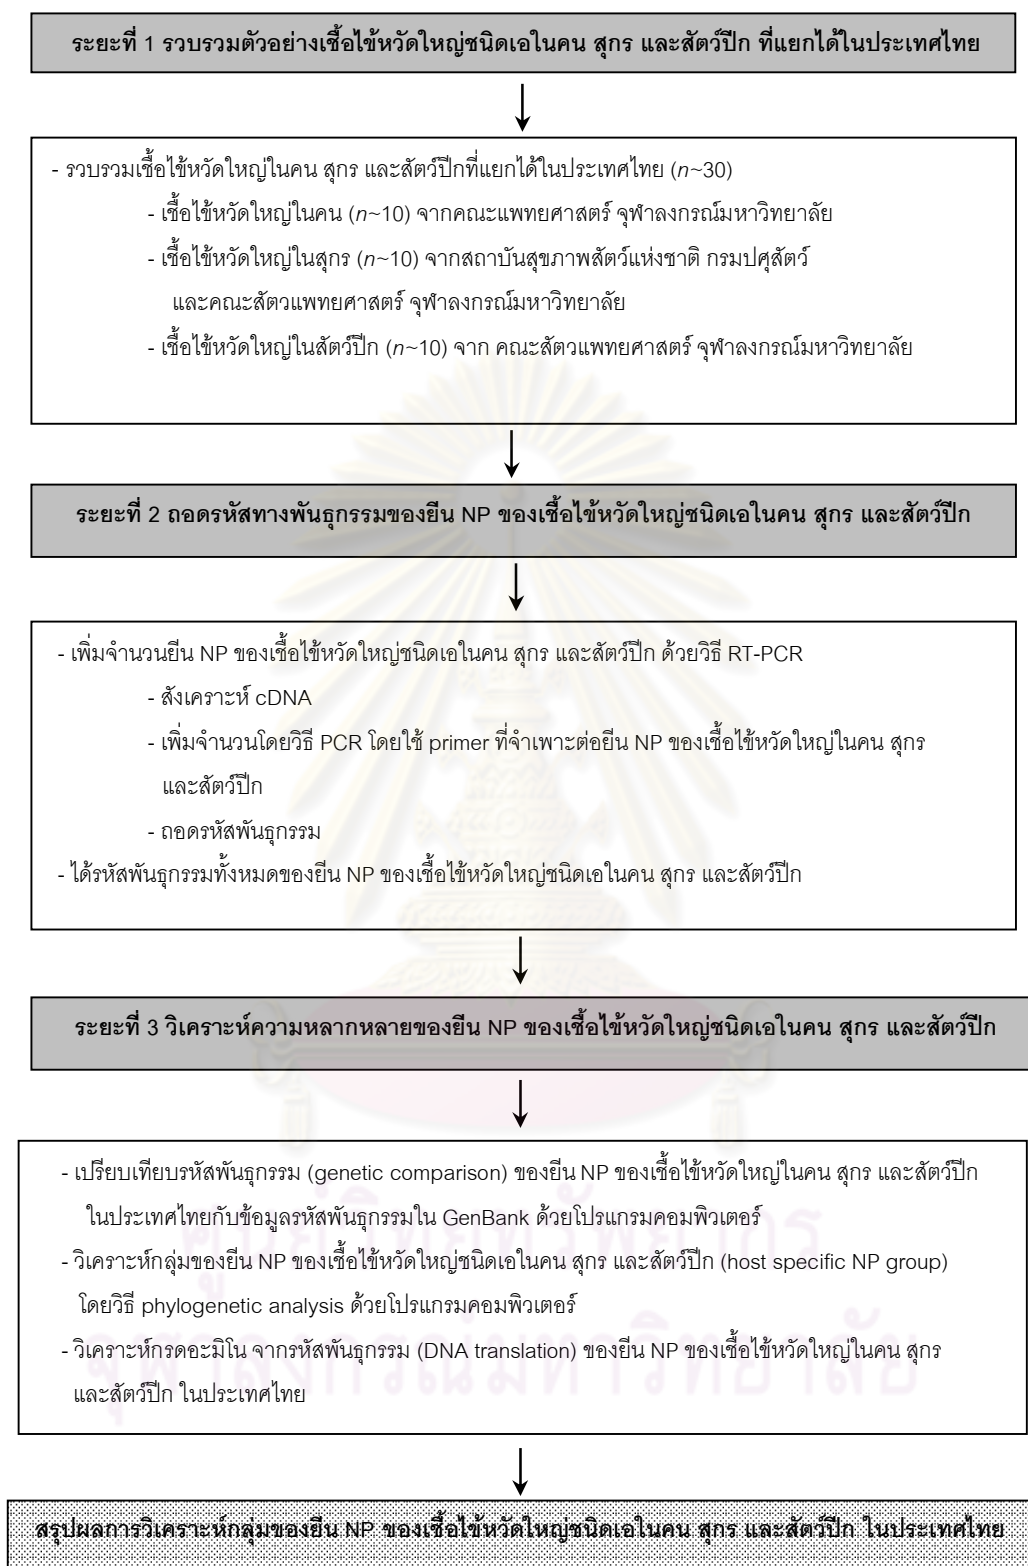 ระยะที่ 1 รวบรวมตัวอย่างเชื้อไข้หวัดใหญ่ชนิดเอในคน สุกร และสัตว์ปีก ที่แยกได้ในประเทศไทย
- รวบรวมเชื้อไข้หวัดใหญ่ในคน สุกร และสัตว์ปีกที่แยกได้ในประเทศไทย (n~30)
- เชื้อไข้หวัดใหญ่ในคน (n~10) จากคณะแพทยศาสตร์ จุฬาลงกรณ์มหาวิทยาลัย
- เชื้อไข้หวัดใหญ่ในสุกร (n~10) จากสถาบันสุขภาพสัตว์แห่งชาติ กรมปศุสัตว์
และคณะสัตวแพทยศาสตร์ จุฬาลงกรณ์มหาวิทยาลัย
- เชื้อไข้หวัดใหญ่ในสัตว์ปีก (n~10) จาก คณะสัตวแพทยศาสตร์ จุฬาลงกรณ์มหาวิทยาลัย
ระยะที่ 2 ถอดรหัสทางพันธุกรรมของยีน NP ของเชื้อไข้หวัดใหญ่ชนิดเอในคน สุกร และสัตว์ปีก
- เพิ่มจำนวนยีน NP ของเชื้อไข้หวัดใหญ่ชนิดเอในคน สุกร และสัตว์ปีก ด้วยวิธี RT-PCR
- สังเคราะห์ cDNA
- เพิ่มจำนวนโดยวิธี PCR โดยใช้ primer ที่จำเพาะต่อยีน NP ของเชื้อไข้หวัดใหญ่ในคน สุกร
และสัตว์ปีก
- ถอดรหัสพันธุกรรม
- ได้รหัสพันธุกรรมทั้งหมดของยีน NP ของเชื้อไข้หวัดใหญ่ชนิดเอในคน สุกร และสัตว์ปีก
ระยะที่ 3 วิเคราะห์ความหลากหลายของยีน NP ของเชื้อไข้หวัดใหญ่ชนิดเอในคน สุกร และสัตว์ปีก
- เปรียบเทียบรหัสพันธุกรรม (genetic comparison) ของยีน NP ของเชื้อไข้หวัดใหญ่ในคน สุกร และสัตว์ปีก
ในประเทศไทยกับข้อมูลรหัสพันธุกรรมใน GenBank ด้วยโปรแกรมคอมพิวเตอร์
- วิเคราะห์กลุ่มของยีน NP ของเชื้อไข้หวัดใหญ่ชนิดเอในคน สุกร และสัตว์ปีก (host specific NP group)
โดยวิธี phylogenetic analysis ด้วยโปรแกรมคอมพิวเตอร์
- วิเคราะห์กรดอะมิโน จากรหัสพันธุกรรม (DNA translation) ของยีน NP ของเชื้อไข้หวัดใหญ่ในคน สุกร
และสัตว์ปีก ในประเทศไทย
ศูนย์วิทยทรัพยากร
จุฬาลงกรณ์มหาวิทยาลัย
สรุปผลการวิเคราะห์กลุ่มของยีน NP ของเชื้อไข้หวัดใหญ่ชนิดเอในคน สุกร และสัตว์ปีก ในประเทศไทย